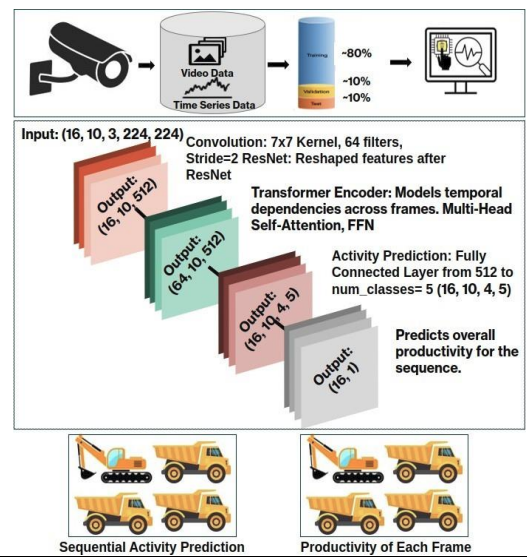 Video Data
Time Series Data
Training
Validation
Test
~80%
~10%
~10%
Input: (16, 10, 3, 224, 224)
Convolution: 7x7 Kernel, 64 filters,
Stride=2 ResNet: Reshaped features after
ResNet
Output:
(16, 10, 512)
Transformer Encoder: Models temporal
dependencies across frames. Multi-Head
Self-Attention, FFN
Output:
(64, 10, 512)
Activity Prediction: Fully
Connected Layer from 512 to
num_classes= 5 (16, 10, 4, 5)
Output:
(16, 10, 4, 5)
Predicts overall
productivity for the
sequence.
Output:
(16, 1)
Sequential Activity Prediction
Productivity of Each Frame